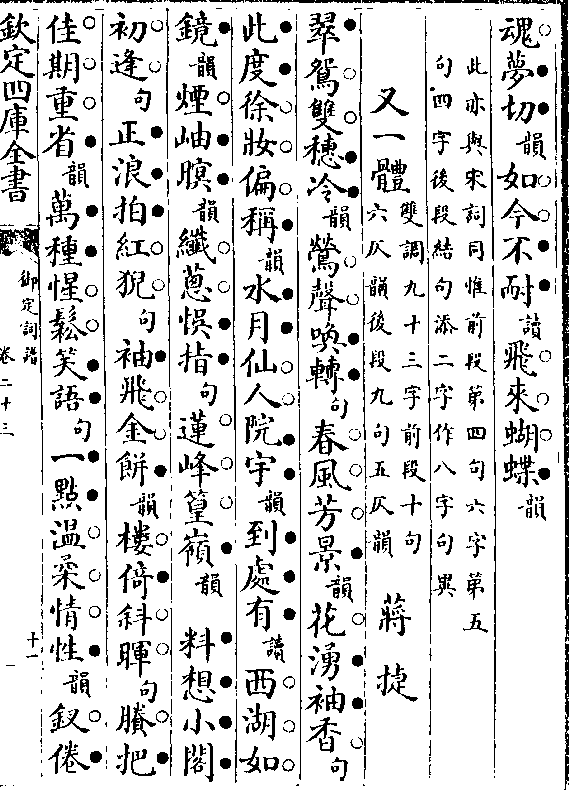 魂夢切韻如今不耐讀飛來蝴蝶韻
此亦與宋詞同惟前段第四句六字第五
句四字後段結句添二字作八字句異
又一體雙調九十三字前段十句
六仄韻後段九句五仄韻 蔣捷
翠鴛雙穗冷韻鶯聲喚轉句春風芳景韻花湧袖香句
此度徐妝偏稱韻水月仙人院宇韻到處有讀西湖如
鏡韻煙岫暝韻纖蔥悞指句蓮峰篁嶺韻 料想小閣
初逢句正浪拍紅猊句袖飛金餅韻樓倚斜暉句賸把
佳期重省韻萬種惺鬆笑語句一點温柔情性韻釵倦
欽定四庫全書
御定詞譜
卷二十三
十一